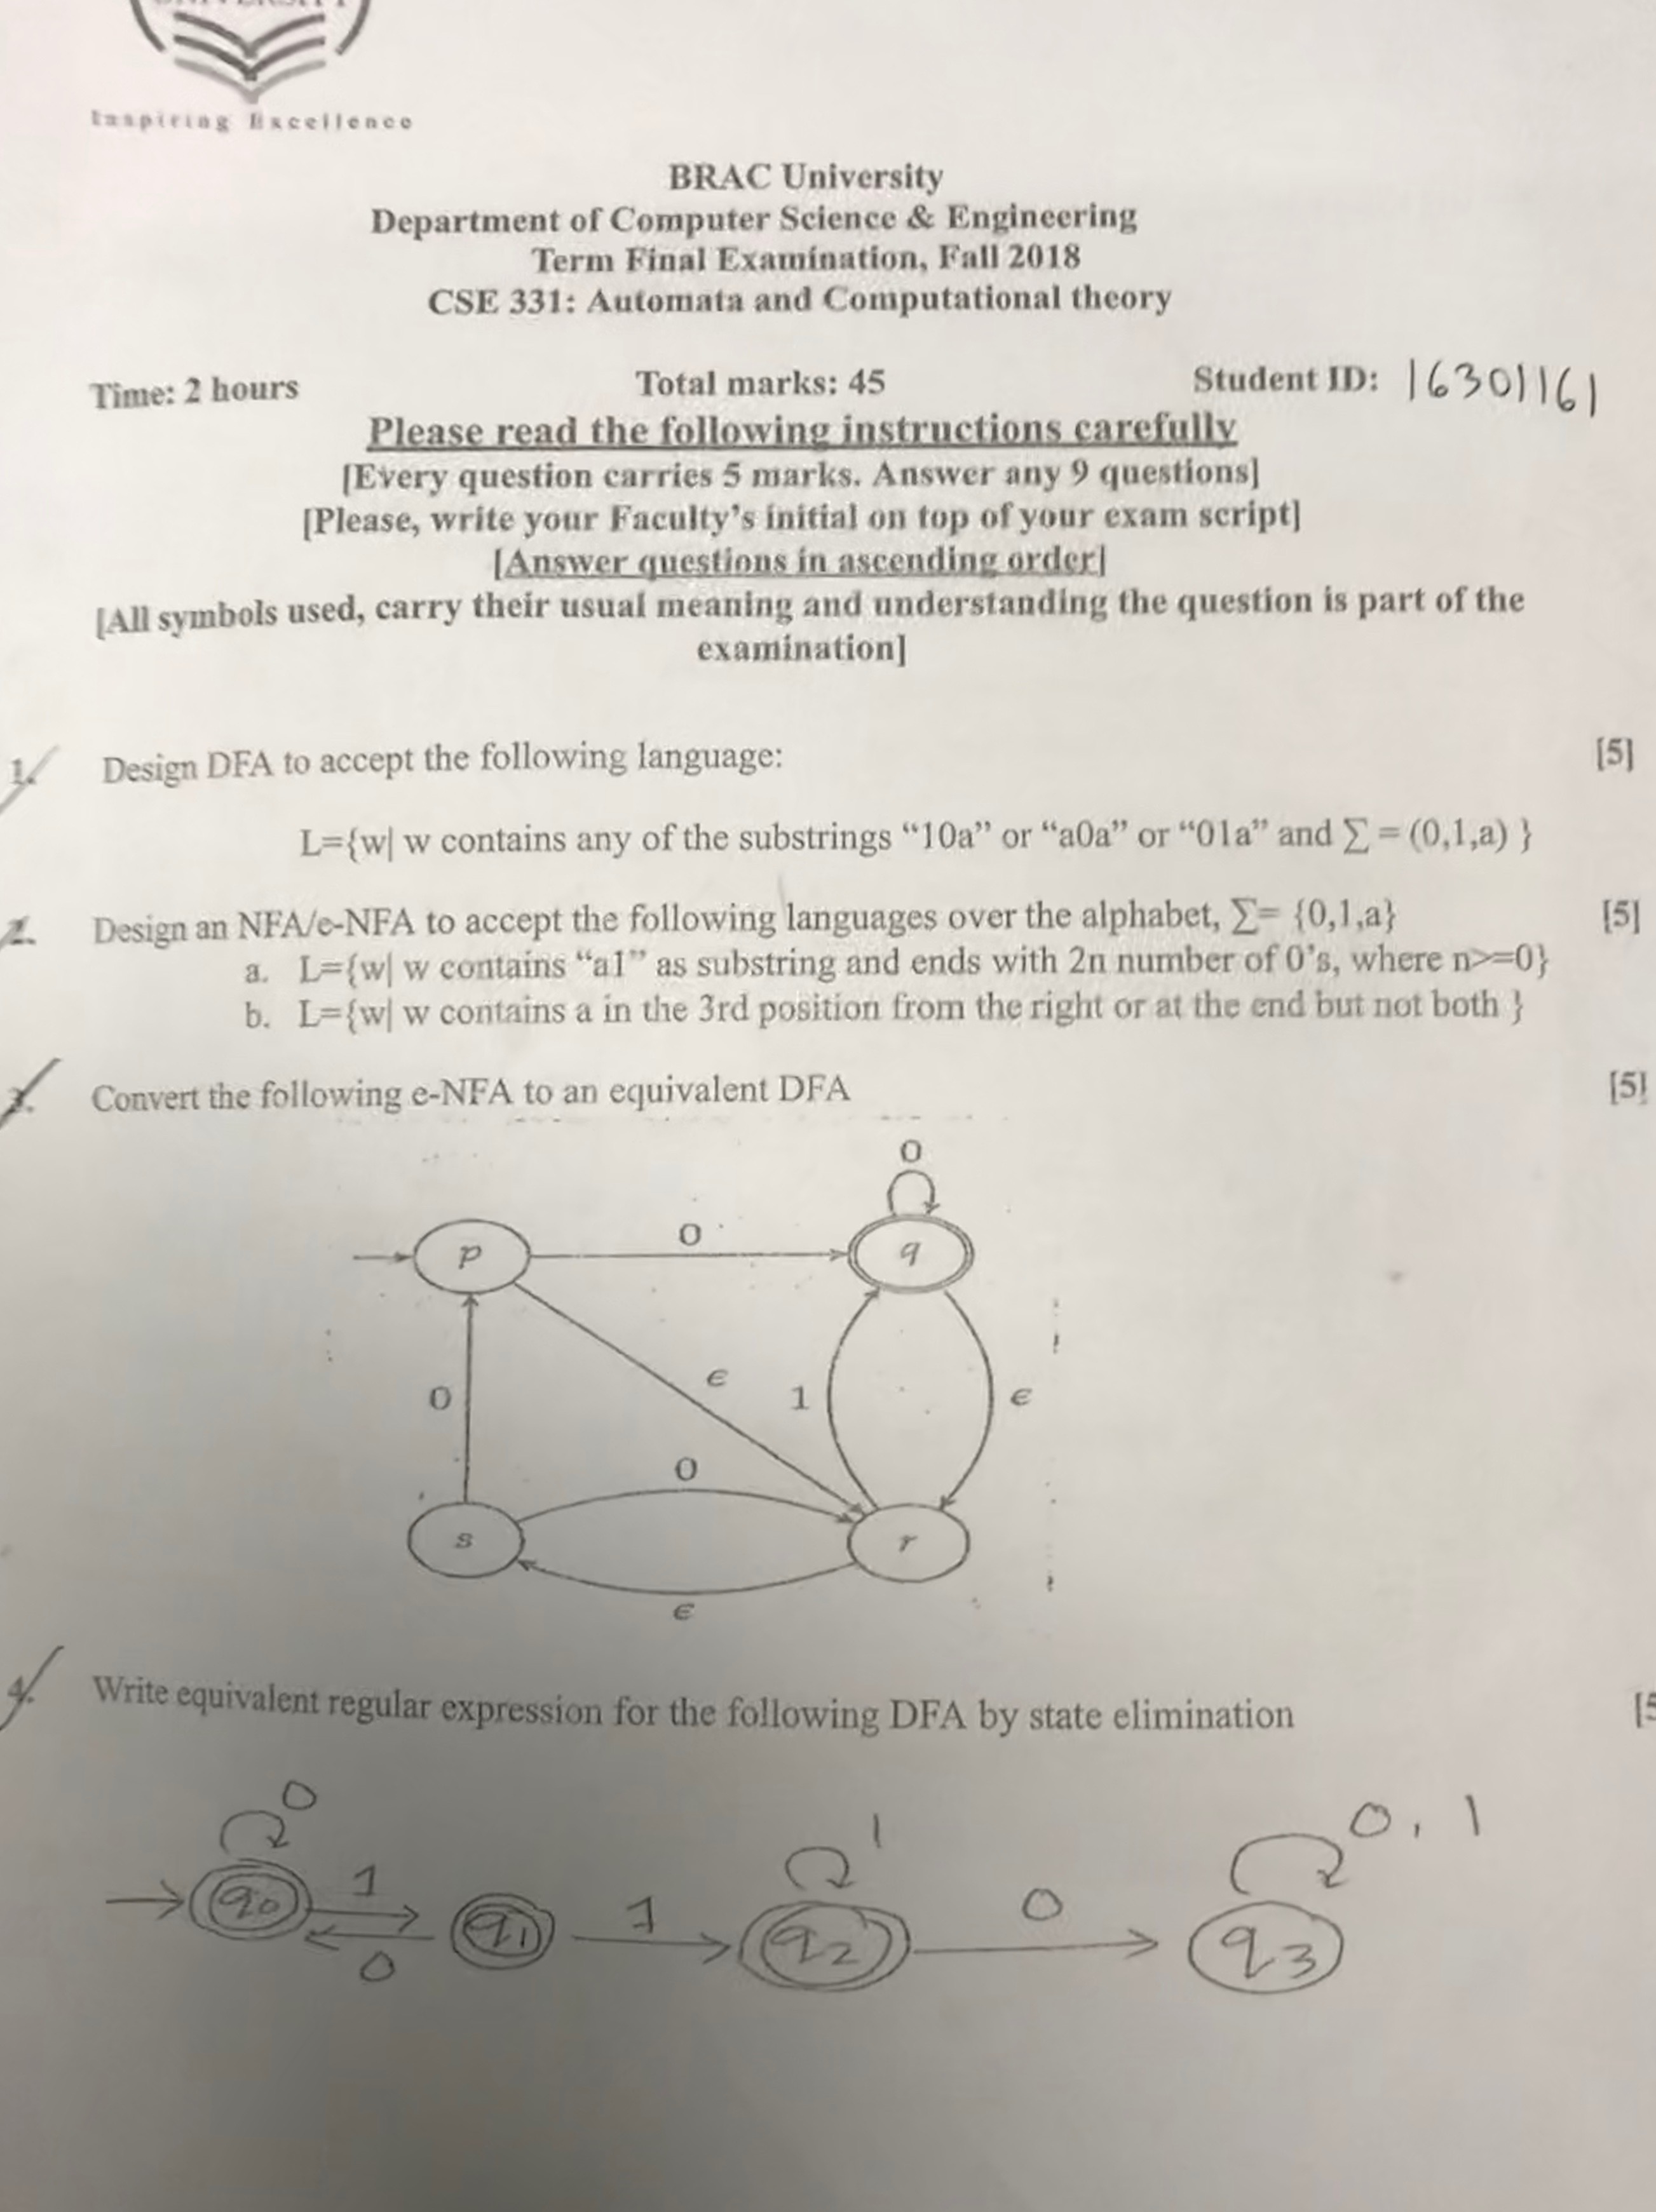 Inspiring Excellence
BRAC University
Department of Computer Science & Engineering
Term Final Examination, Fall 2018
CSE 331: Automata and Computational theory
Time: 2 hours Total marks: 45 Student ID: 16301161
Please read the following instructions carefully
[Every question carries 5 marks. Answer any 9 questions]
[Please, write your Faculty's initial on top of your exam script]
[Answer questions in ascending order]
[All symbols used, carry their usual meaning and understanding the question is part of the
examination]
1. Design DFA to accept the following language: [5]
L={w| w contains any of the substrings “10a” or “a0a” or “01a” and ∑ = (0,1,a) }
2. Design an NFA/e-NFA to accept the following languages over the alphabet, ∑= {0,1,a} [5]
a. L={w| w contains “a1” as substring and ends with 2n number of 0's, where n>=0}
b. L={w| w contains a in the 3rd position from the right or at the end but not both }
3. Convert the following e-NFA to an equivalent DFA [5]
0
p 0 q
0 ϵ 1 ϵ
0
s r
ϵ
4. Write equivalent regular expression for the following DFA by state elimination [5
0 1 0, 1
q0 1 q1 1 q2 0 q3
0